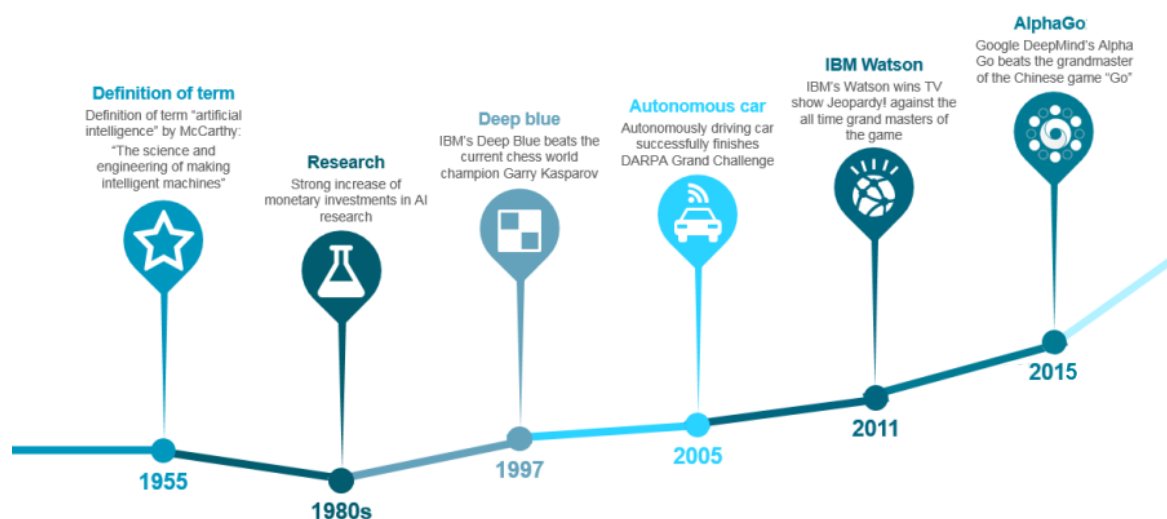 Definition of term
Definition of term "artificial
intelligence" by McCarthy:
"The science and
engineering of making
intelligent machines"
1955
Research
Strong increase of
monetary investments in AI
research
1980s
Deep blue
IBM's Deep Blue beats the
current chess world
champion Garry Kasparov
1997
Autonomous car
Autonomously driving car
successfully finishes
DARPA Grand Challenge
2005
IBM Watson
IBM's Watson wins TV
show Jeopardy! against the
all time grand masters of
the game
2011
AlphaGo
Google DeepMind's Alpha
Go beats the grandmaster
of the Chinese game "Go"
2015